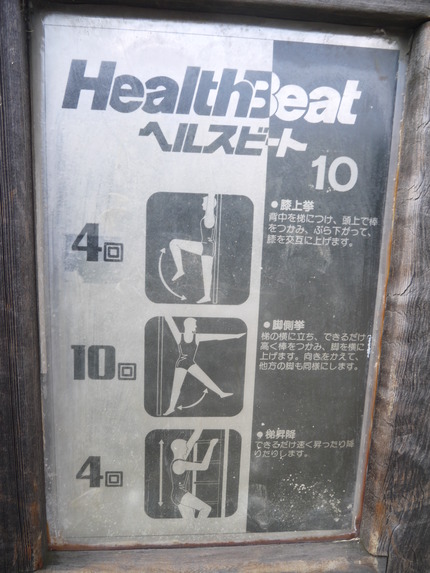 HealthBeat
ヘルスビート
10
4回
●膝上挙
背中を梯につけ、頭上で棒
をつかみ、ぶら下がって、
膝を交互に上げます。
10回
●脚側挙
梯の横に立ち、できるだけ
高く棒をつかみ、脚を横に
上げます。向きをかえて、
他方の脚も同様にします。
4回
●梯昇降
できるだけ速く昇ったり降
りたりします。